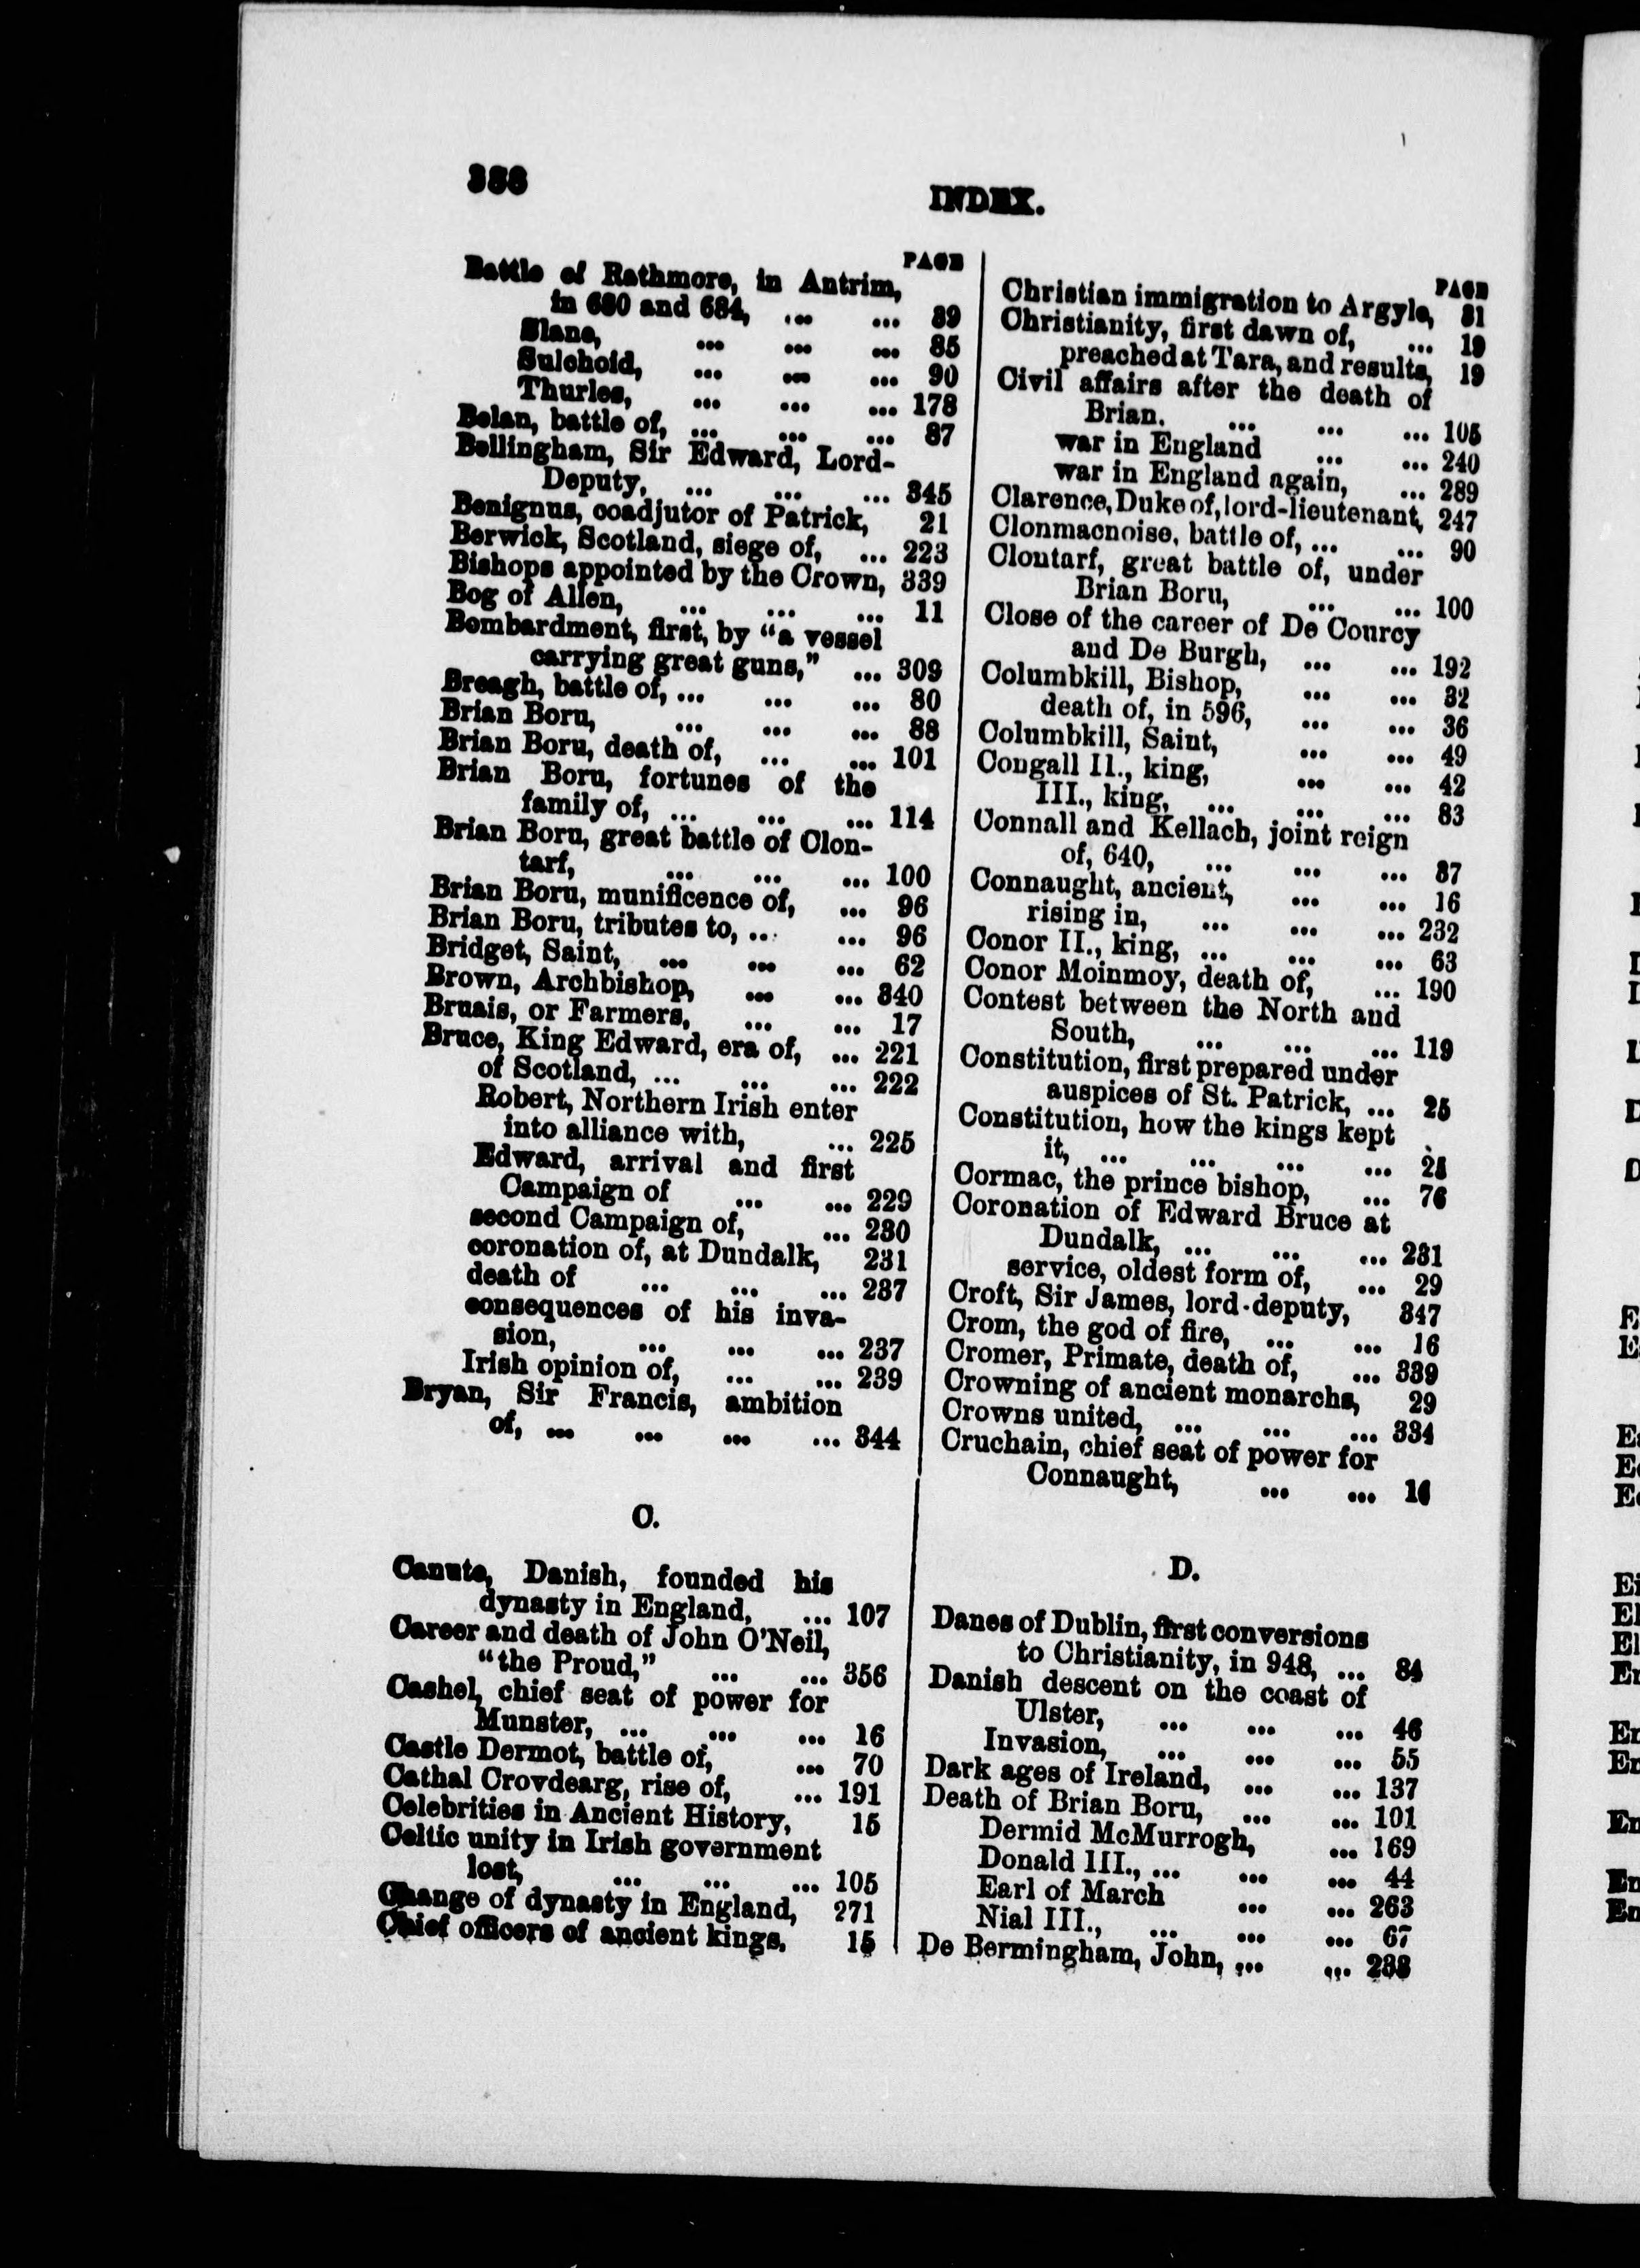 INDEX.
PAGE
Battle of Rathmore, in Antrim,
in 680 and 684, ... ... 39
Slane, ... ... ... 85
Sulchoid, ... ... ... 90
Thurles, ... ... ... 178
Belan, battle of, ... ... ... 87
Bellingham, Sir Edward, Lord-
Deputy, ... ... ... 345
Benignus, coadjutor of Patrick, 21
Berwick, Scotland, siege of, ... 223
Bishops appointed by the Crown, 339
Bog of Allen, ... ... ... 11
Bombardment, first, by "a vessel
carrying great guns," ... 309
Breagh, battle of, ... ... ... 80
Brian Boru, ... ... ... 88
Brian Boru, death of, ... ... 101
Brian Boru, fortunes of the
family of, ... ... ... 114
Brian Boru, great battle of Clon-
tarf, ... ... ... 100
Brian Boru, munificence of, ... 96
Brian Boru, tributes to, ... ... 96
Bridget, Saint, ... ... ... 62
Brown, Archbishop, ... ... 340
Bruais, or Farmers, ... ... 17
Bruce, King Edward, era of, ... 221
of Scotland, ... ... ... 222
Robert, Northern Irish enter
into alliance with, ... 225
Edward, arrival and first
Campaign of ... ... 229
second Campaign of, ... 230
coronation of, at Dundalk, 231
death of ... ... ... 237
consequences of his inva-
sion, ... ... ... 237
Irish opinion of, ... ... 239
Bryan, Sir Francis, ambition
of, ... ... ... ... 344
C.
Canute, Danish, founded his
dynasty in England, ... 107
Career and death of John O'Neil,
"the Proud," ... ... 356
Cashel, chief seat of power for
Munster, ... ... ... 16
Castle Dermot, battle of, ... 70
Cathal Crovdearg, rise of, ... 191
Celebrities in Ancient History, 15
Celtic unity in Irish government
lost, ... ... ... 105
Change of dynasty in England, 271
Chief officers of ancient kings, 15
PAGE
Christian immigration to Argyle, 31
Christianity, first dawn of, ... 19
preached at Tara, and results, 19
Civil affairs after the death of
Brian. ... ... ... 105
war in England ... ... 240
war in England again, ... 289
Clarence, Duke of, lord-lieutenant, 247
Clonmacnoise, battle of, ... ... 90
Clontarf, great battle of, under
Brian Boru, ... ... 100
Close of the career of De Courcy
and De Burgh, ... ... 192
Columbkill, Bishop, ... ... 32
death of, in 596, ... ... 36
Columbkill, Saint, ... ... 49
Congall II., king, ... ... 42
III., king, ... ... ... 83
Connall and Kellach, joint reign
of, 640, ... ... ... 37
Connaught, ancient, ... ... 16
rising in, ... ... ... 232
Conor II., king, ... ... ... 63
Conor Moinmoy, death of, ... 190
Contest between the North and
South, ... ... ... 119
Constitution, first prepared under
auspices of St. Patrick, ... 25
Constitution, how the kings kept
it, ... ... ... ...
Cormac, the prince bishop, ... 76
Coronation of Edward Bruce at
Dundalk, ... ... ... 231
service, oldest form of, ... 29
Croft, Sir James, lord-deputy, 347
Crom, the god of fire, ... ... 16
Cromer, Primate, death of, ... 339
Crowning of ancient monarchs, 29
Crowns united, ... ... ... 334
Cruchain, chief seat of power for
Connaught, ... ... 16
D.
Danes of Dublin, first conversions
to Christianity, in 948, ... 84
Danish descent on the coast of
Ulster, ... ... ... 46
Invasion, ... ... ... 55
Dark ages of Ireland, ... ... 137
Death of Brian Boru, ... ... 101
Dermid McMurrogh, ... 169
Donald III., ... ... ... 44
Earl of March ... ... 263
Nial III., ... ... ... 67
De Bermingham, John, ... ... 238